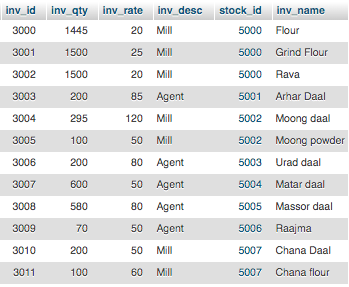 inv_id inv_qty inv_rate inv_desc stock_id inv_name
3000 1445 20 Mill 5000 Flour
3001 1500 25 Mill 5000 Grind Flour
3002 1500 20 Mill 5000 Rava
3003 200 85 Agent 5001 Arhar Daal
3004 295 120 Mill 5002 Moong daal
3005 100 50 Mill 5002 Moong powder
3006 200 80 Agent 5003 Urad daal
3007 600 50 Agent 5004 Matar daal
3008 580 80 Agent 5005 Massor daal
3009 70 50 Agent 5006 Raajma
3010 200 50 Mill 5007 Chana Daal
3011 100 60 Mill 5007 Chana flour